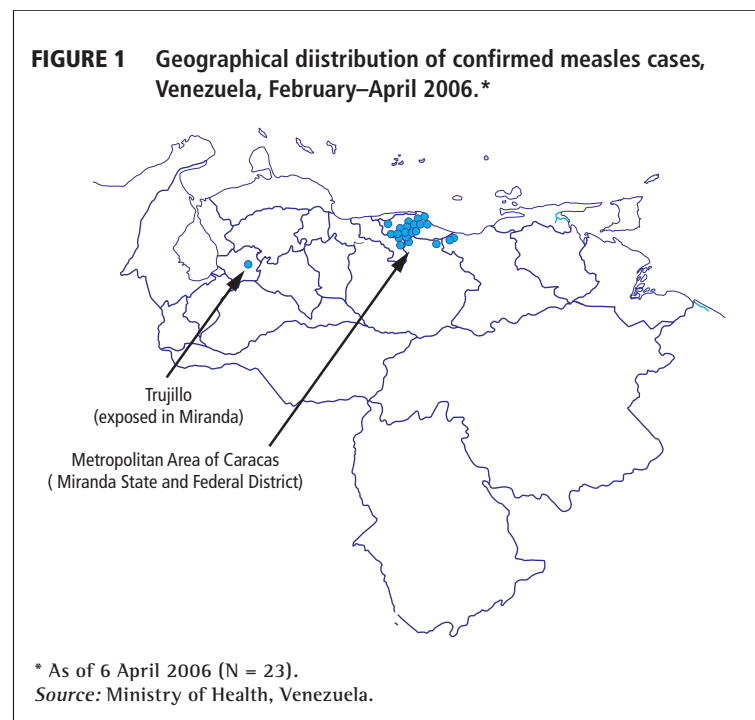 FIGURE 1 Geographical diistribution of confirmed measles cases,
Venezuela, February–April 2006.*
Trujillo
(exposed in Miranda)
Metropolitan Area of Caracas
( Miranda State and Federal District)
* As of 6 April 2006 (N = 23).
Source: Ministry of Health, Venezuela.